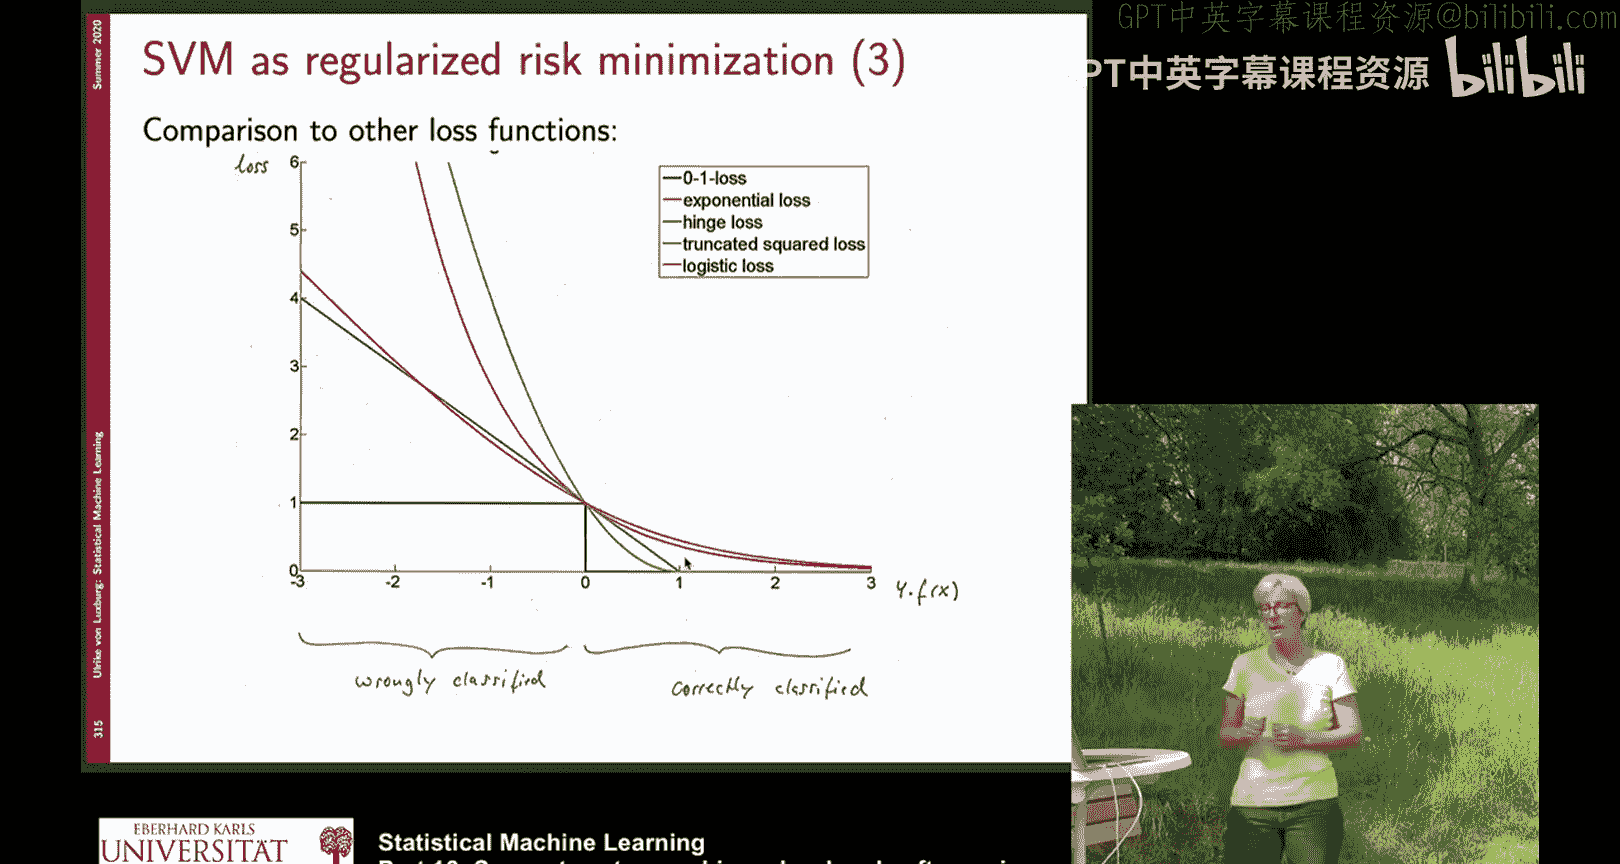 GPT中英字幕课程资源@bilibili.com
PT中英字幕课程资源 bilibili
Summer 2020
SVM as regularized risk minimization (3)
Comparison to other loss functions:
loss
6
5
4
3
2
1
0
0-1-loss
exponential loss
hinge loss
truncated squared loss
logistic loss
-3 -2 -1 0 1 2 3
y.f(x)
wrongly classified
correctly classified
Ulrike von Luxburg: Statistical Machine Learning
315
EBERHARD KARLS
UNIVERSITÄT
Statistical Machine Learning